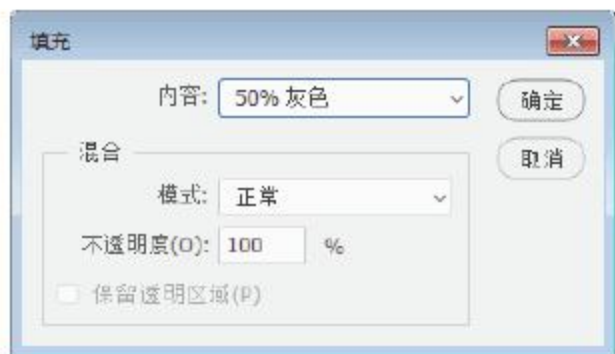 填充
内容: 50% 灰色
确定
混合
取消
模式: 正常
不透明度(O): 100 %
保留透明区域(P)